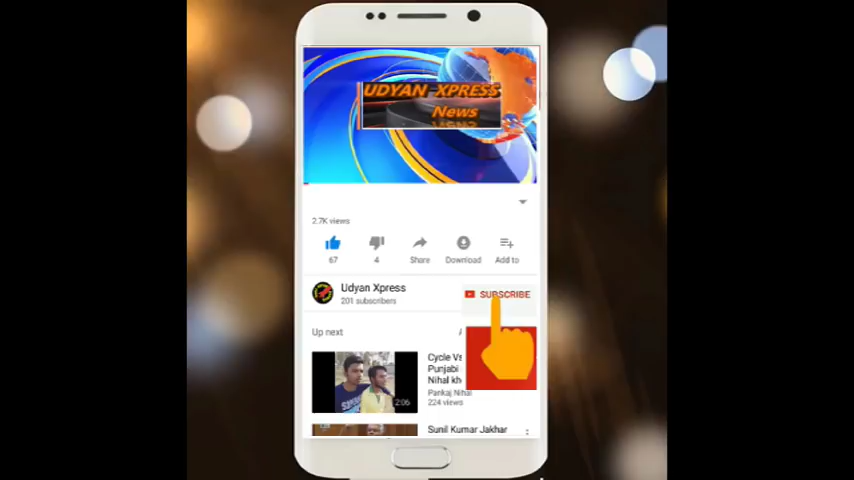 UDYAN XPRESS
News
2.7K views
67
4
Share
Download
Add to
Udyan Xpress
201 subscribers
SUBSCRIBE
Up next
Cycle Vs
Punjabi
Nihal kh
Pankaj Nihal
224 views
2:06
Sunil Kumar Jakhar